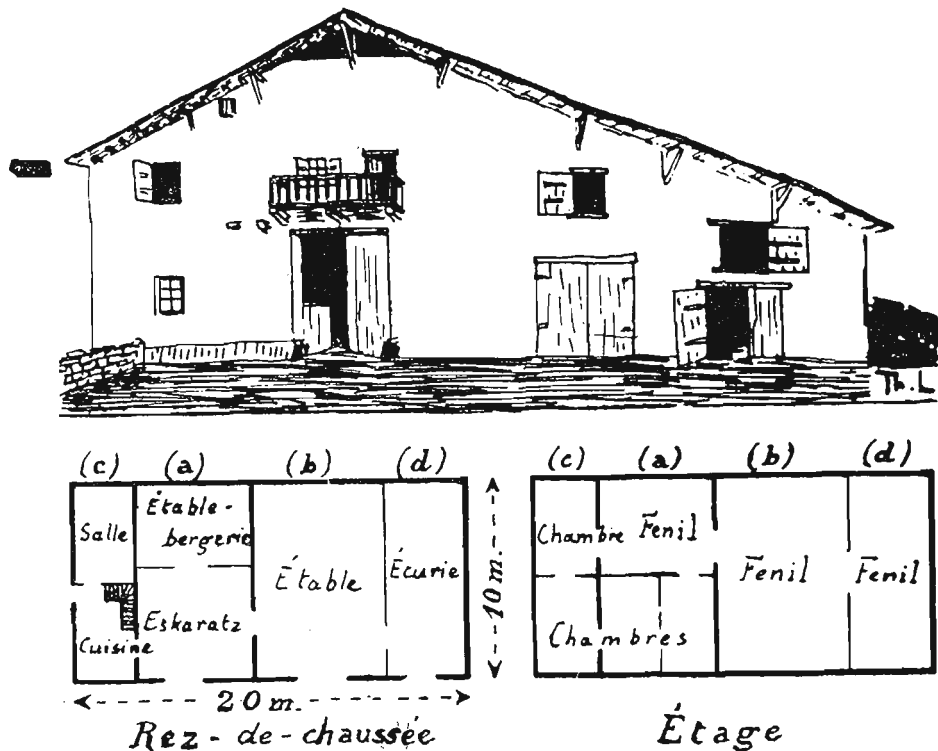 Th. L
(c) (a) (b) (d)
Salle
Étable-
bergerie
Étable
Écurie
Cuisine
Eskaratz
20 m.
10 m.
Rez-de-chaussée
(c) (a) (b) (d)
Chambre
Fenil
Fenil
Fenil
Chambres
Étage